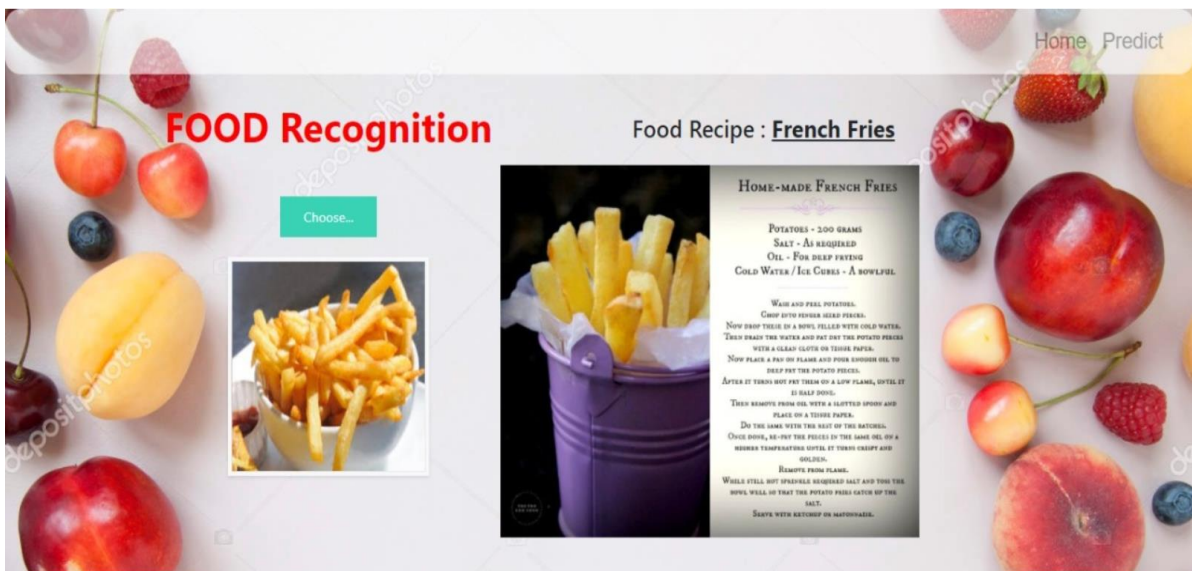 Home Predict
FOOD Recognition
Food Recipe : French Fries
Choose...
Home-made French Fries
Potatoes - 200 grams
Salt - As required
Oil - For deep frying
Cold Water / Ice Cubes - A bowlful
Wash and peel potatoes.
Chop into finger sized pieces.
Now drop these in a bowl filled with cold water.
Then drain the water and pat dry the potato pieces
with a clean cloth or tissue paper.
Now place a pan on flame and pour enough oil to
deep fry the potato pieces.
After it turns hot fry them on a low flame, until it
is half done.
Then remove from oil with a slotted spoon and
place on a tissue paper.
Do the same with the rest of the batches.
Once done, re-fry the pieces in the same oil on a
higher temperature until it turns crispy and
golden.
Remove from flame.
While still hot sprinkle required salt and toss the
bowl well so that the potato fries catch up the
salt.
Serve with ketchup or mayonnaise.
depositphotos
depositphotos
depositphotos